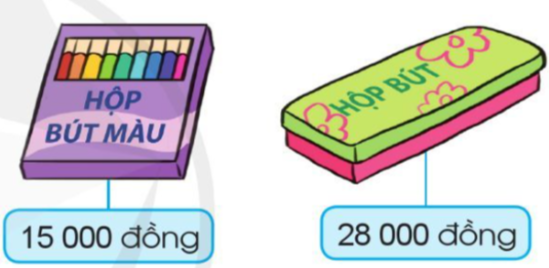 HỘP
BÚT MÀU
HỘP BÚT
15 000 đồng
28 000 đồng